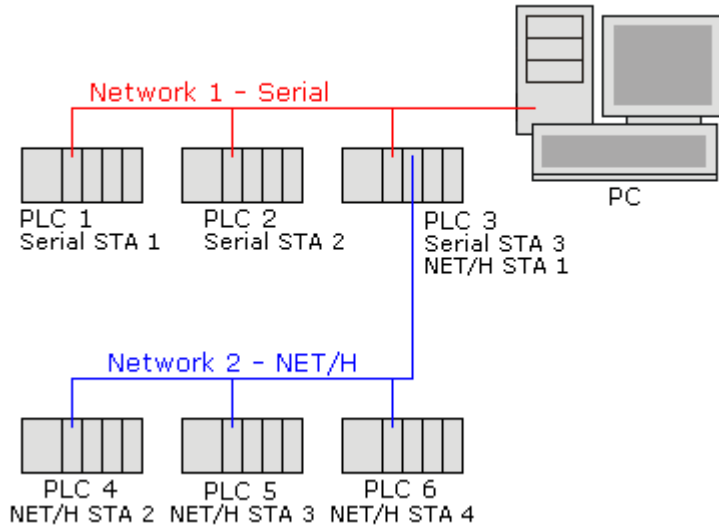 Network 1 - Serial
PLC 1
Serial STA 1
PLC 2
Serial STA 2
PLC 3
Serial STA 3
NET/H STA 1
PC
Network 2 - NET/H
PLC 4
NET/H STA 2
PLC 5
NET/H STA 3
PLC 6
NET/H STA 4